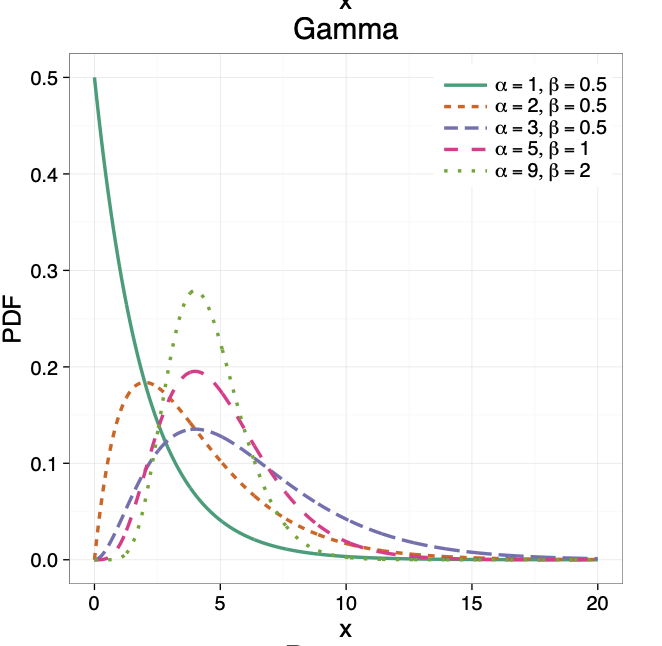 x
Gamma
α = 1, β = 0.5
α = 2, β = 0.5
α = 3, β = 0.5
α = 5, β = 1
α = 9, β = 2
PDF
0.5
0.4
0.3
0.2
0.1
0.0
0 5 10 15 20
x